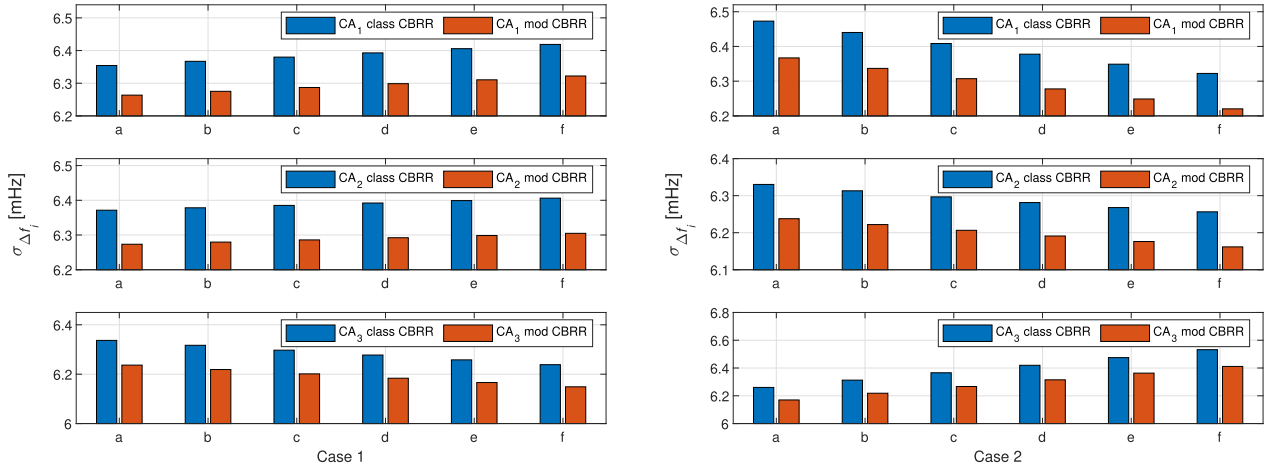 CA1 class CBRR CA1 mod CBRR
6.5
6.4
6.3
6.2
a b c d e f
CA2 class CBRR CA2 mod CBRR
6.5
6.4
6.3
6.2
a b c d e f
σΔfi [mHz]
CA3 class CBRR CA3 mod CBRR
6.4
6.2
6
a b c d e f
Case 1
CA1 class CBRR CA1 mod CBRR
6.5
6.4
6.3
6.2
a b c d e f
CA2 class CBRR CA2 mod CBRR
6.4
6.3
6.2
6.1
a b c d e f
σΔfi [mHz]
CA3 class CBRR CA3 mod CBRR
6.8
6.6
6.4
6.2
6
a b c d e f
Case 2